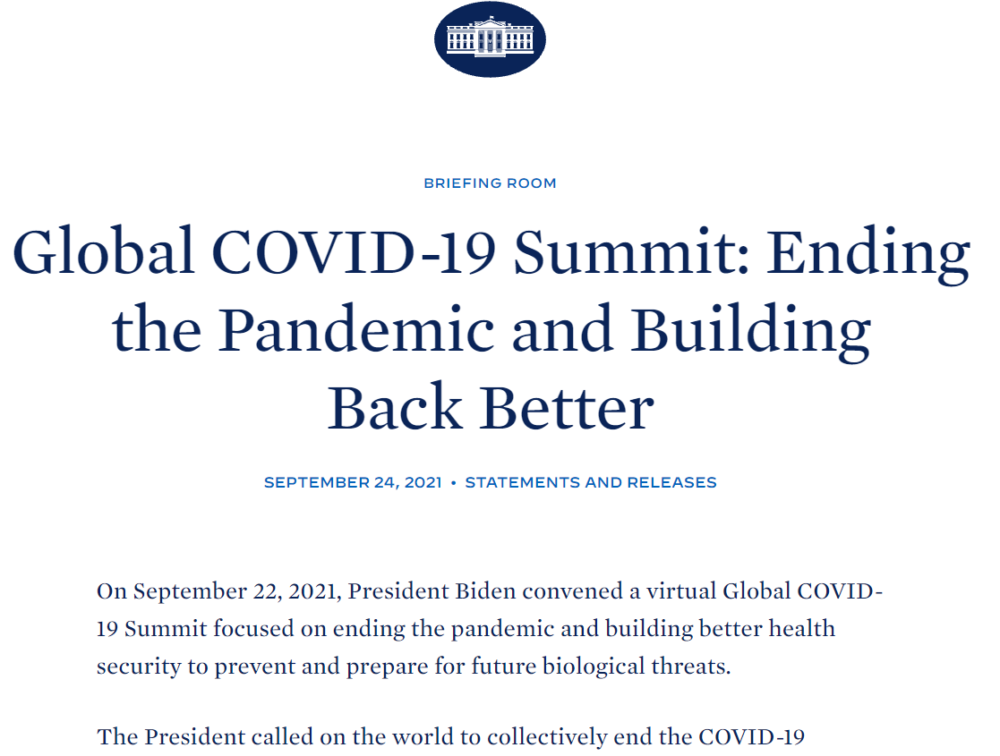 BRIEFING ROOM
Global COVID-19 Summit: Ending
the Pandemic and Building
Back Better
SEPTEMBER 24, 2021 • STATEMENTS AND RELEASES
On September 22, 2021, President Biden convened a virtual Global COVID-
19 Summit focused on ending the pandemic and building better health
security to prevent and prepare for future biological threats.
The President called on the world to collectively end the COVID-19